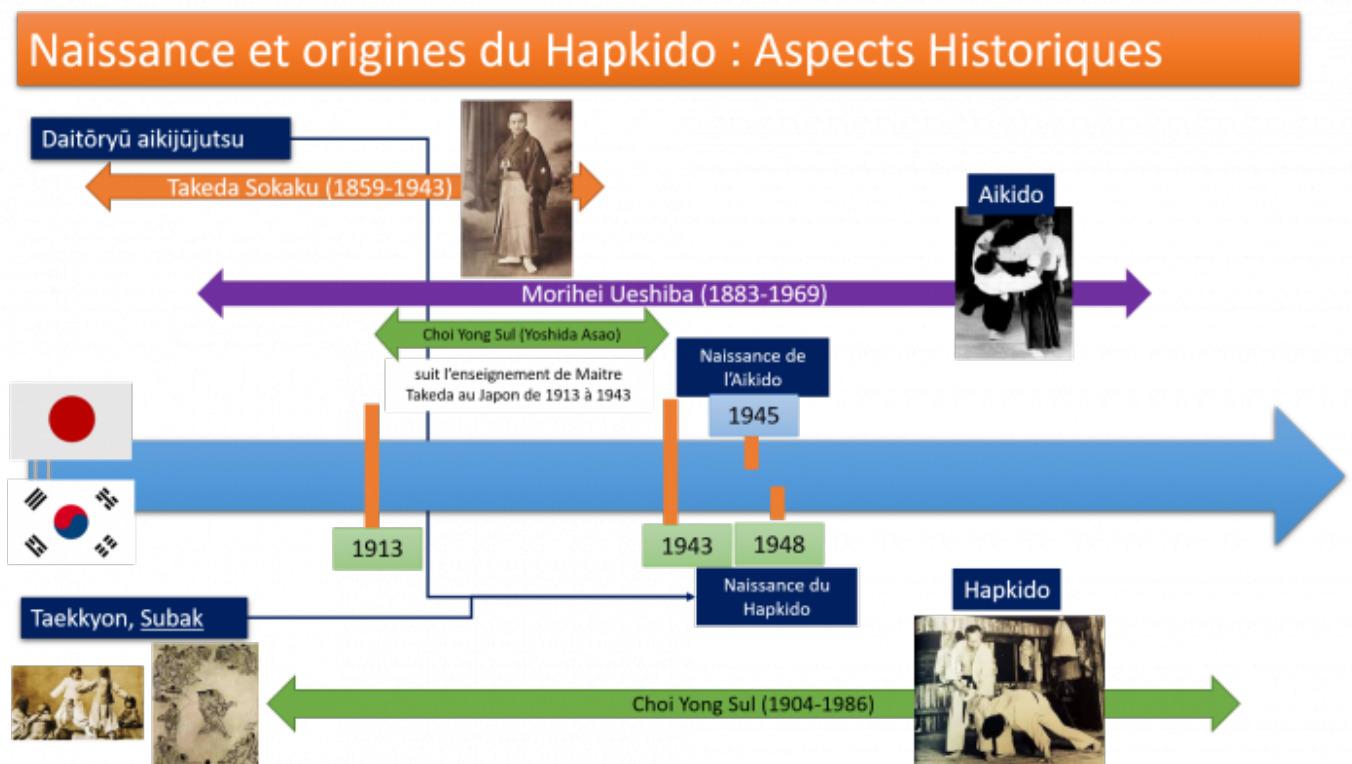 Naissance et origines du Hapkido : Aspects Historiques
Daitōryū aikijūjutsu
Takeda Sokaku (1859-1943)
Aikido
Morihei Ueshiba (1883-1969)
Choi Yong Sul (Yoshida Asao)
suit l'enseignement de Maitre
Takeda au Japon de 1913 à 1943
Naissance de
l'Aikido
1945
1913
1943
1948
Naissance du
Hapkido
Taekkyon, Subak
Hapkido
Choi Yong Sul (1904-1986)